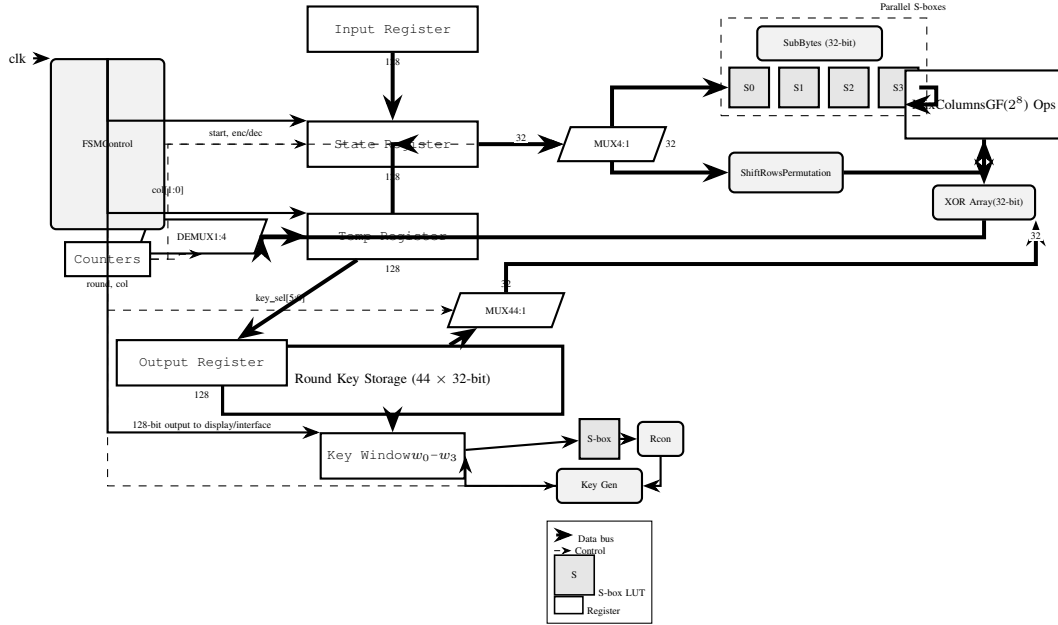 Parallel S-boxes
Input Register
SubBytes (32-bit)
clk
128
S0
S1
S2
S3
MixColumnsGF(2^8) Ops
start, enc/dec
FSMControl
State Register
32
MUX4:1
32
128
ShiftRowsPermutation
col[1:0]
XOR Array(32-bit)
DEMUX1:4
Temp Register
32
Counters
128
round, col
32
key_sel[5:0]
MUX44:1
Output Register
Round Key Storage (44 × 32-bit)
128
128-bit output to display/interface
Key Window w₀–w₃
S-box
Rcon
Key Gen
Data bus
Control
S
S-box LUT
Register